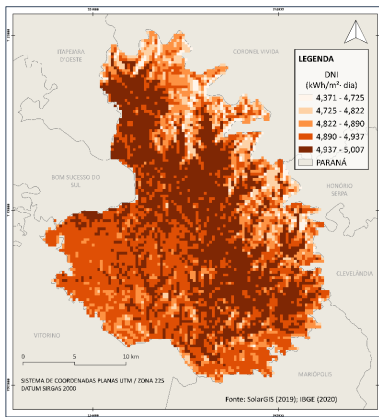 ITAPEJARA
D'OESTE
CORONEL VIVIDA
LEGENDA
DNI
(kWh/m²· dia)
4,371 - 4,725
4,725 - 4,822
4,822 - 4,890
4,890 - 4,937
4,937 - 5,007
PARANÁ
BOM SUCESSO DO
SUL
HONÓRIO
SERPA
CLEVELÂNDIA
VITORINO
MARIÓPOLIS
0 5 10 km
SISTEMA DE COORDENADAS PLANAS UTM / ZONA 22S
DATUM SIRGAS 2000
Fonte: SolarGIS (2019); IBGE (2020)